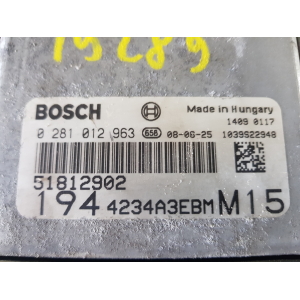 15289
BOSCH
Made in Hungary
1409 0117
0 281 012 963 656 08-06-25 1039S22948
51812902
194 4234A3EBM M15